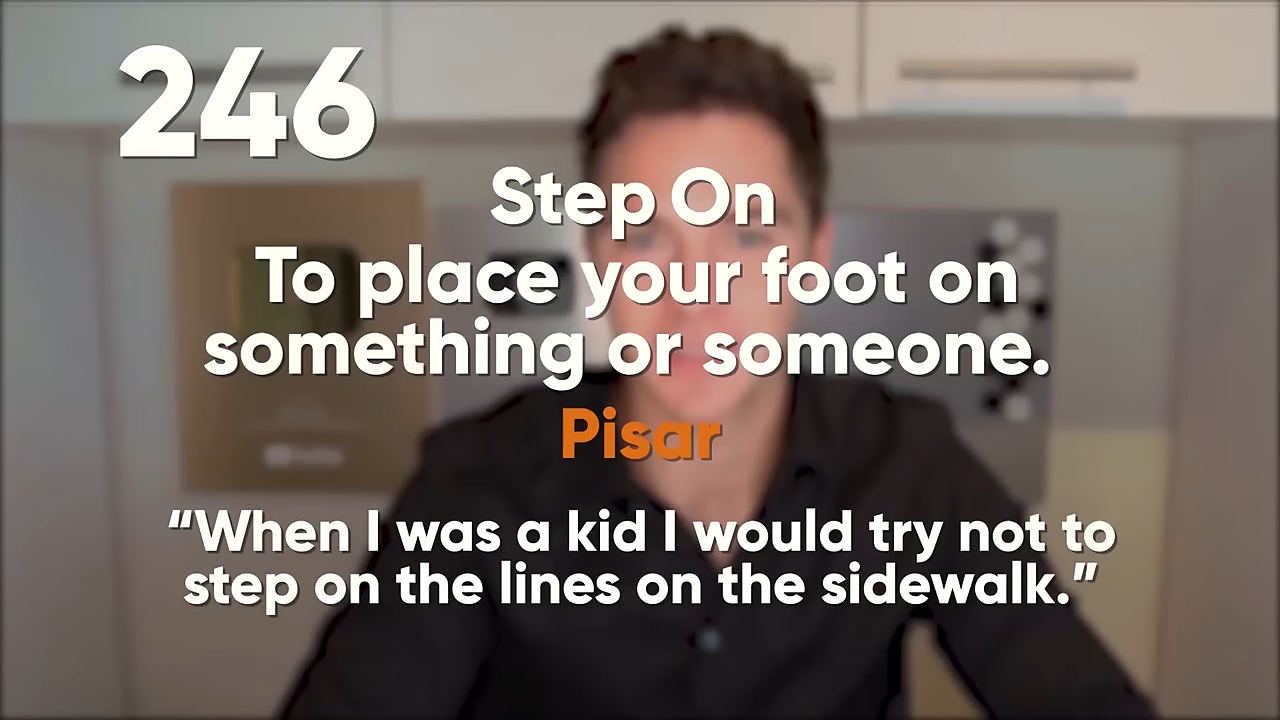 246
Step On
To place your foot on
something or someone.
Pisar
“When I was a kid I would try not to
step on the lines on the sidewalk.”